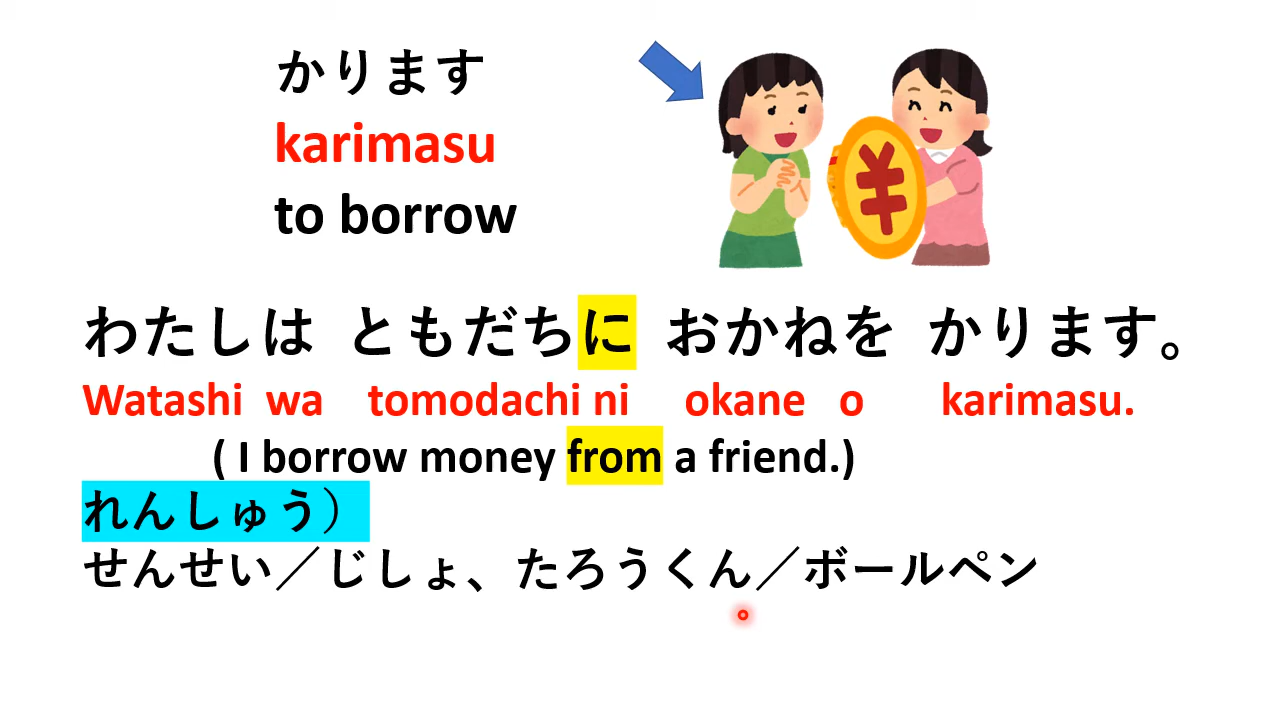 かります
karimasu
to borrow
¥
わたしは ともだちに おかねを かります。
Watashi wa tomodachi ni okane o karimasu.
( I borrow money from a friend.)
れんしゅう）
せんせい／じしょ、たろうくん／ボールペン